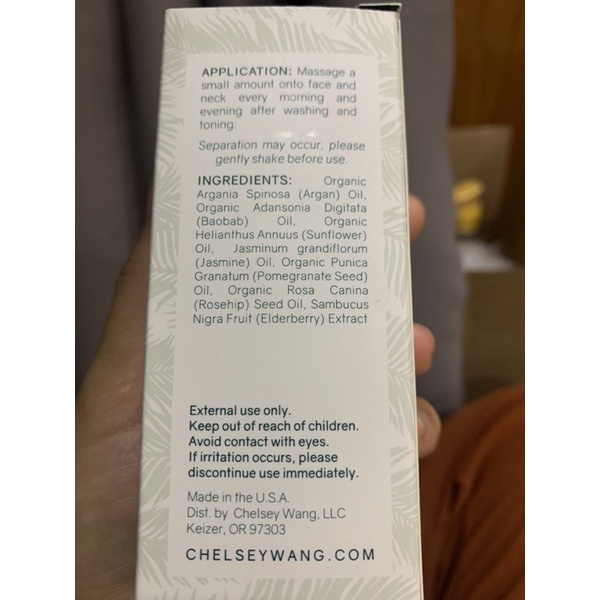 APPLICATION: Massage a
small amount onto face and
neck every morning and
evening after washing and
toning.
Separation may occur, please
gently shake before use.
INGREDIENTS: Organic
Argania Spinosa (Argan) Oil,
Organic Adansonia Digitata
(Baobab) Oil, Organic
Helianthus Annuus (Sunflower)
Oil, Jasminum grandiflorum
(Jasmine) Oil, Organic Punica
Granatum (Pomegranate Seed)
Oil, Organic Rosa Canina
(Rosehip) Seed Oil, Sambucus
Nigra Fruit (Elderberry) Extract
External use only.
Keep out of reach of children.
Avoid contact with eyes.
If irritation occurs, please
discontinue use immediately.
Made in the U.S.A.
Dist. by Chelsey Wang, LLC
Keizer, OR 97303
CHELSEYWANG.COM